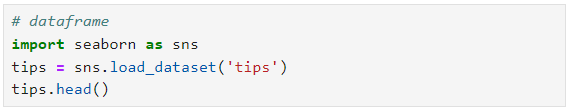 # dataframe
import seaborn as sns
tips = sns.load_dataset('tips')
tips.head()